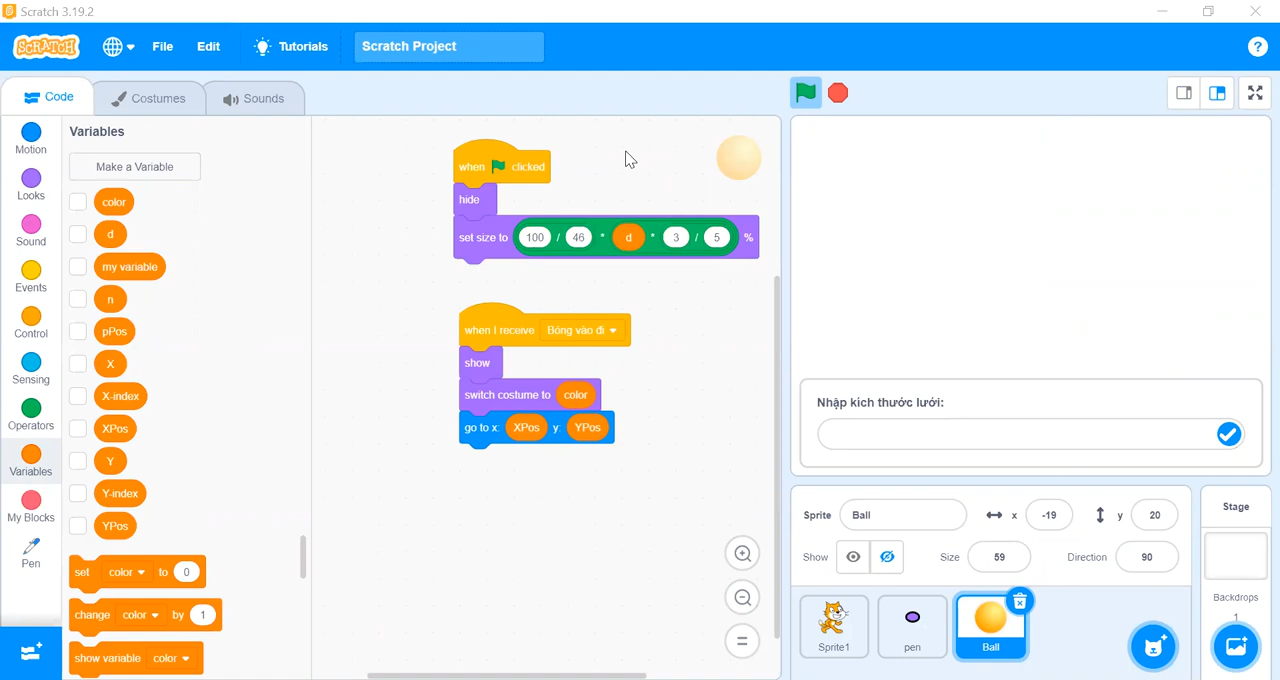 Scratch 3.19.2
SCRATCH File Edit Tutorials Scratch Project ?
Code Costumes Sounds
Motion
Looks
Sound
Events
Control
Sensing
Operators
Variables
My Blocks
Pen
Variables
Make a Variable
color
d
my variable
n
pPos
X
X-index
XPos
Y
Y-index
YPos
set color to 0
change color by 1
show variable color
when clicked
hide
set size to 100 / 46 * d * 3 / 5 %
when I receive Bóng vào đi
show
switch costume to color
go to x: XPos y: YPos
Nhập kich thước lưới:
Sprite Ball x -19 y 20
Show Size 59 Direction 90
Sprite1 pen Ball
Stage
Backdrops
1